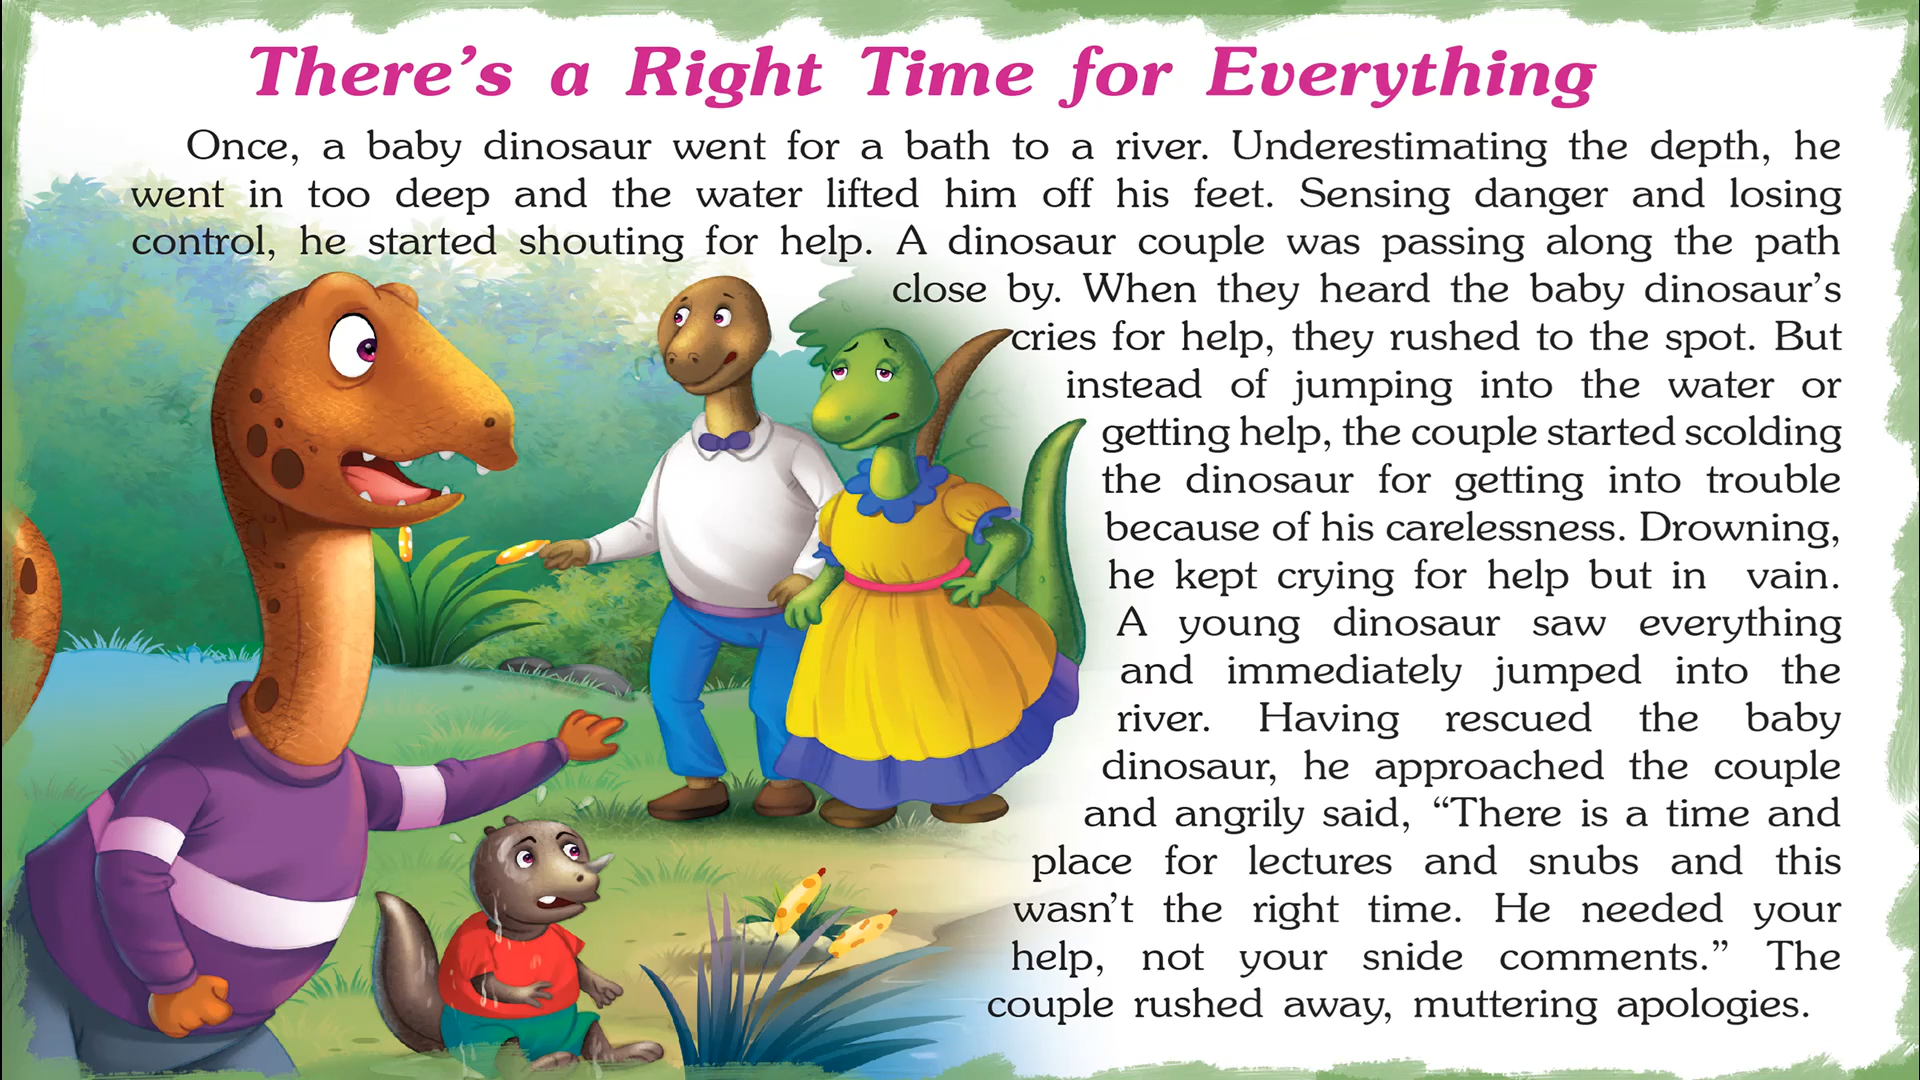 There’s a Right Time for Everything
Once, a baby dinosaur went for a bath to a river. Underestimating the depth, he
went in too deep and the water lifted him off his feet. Sensing danger and losing
control, he started shouting for help. A dinosaur couple was passing along the path
close by. When they heard the baby dinosaur’s
cries for help, they rushed to the spot. But
instead of jumping into the water or
getting help, the couple started scolding
the dinosaur for getting into trouble
because of his carelessness. Drowning,
he kept crying for help but in vain.
A young dinosaur saw everything
and immediately jumped into the
river. Having rescued the baby
dinosaur, he approached the couple
and angrily said, “There is a time and
place for lectures and snubs and this
wasn’t the right time. He needed your
help, not your snide comments.” The
couple rushed away, muttering apologies.